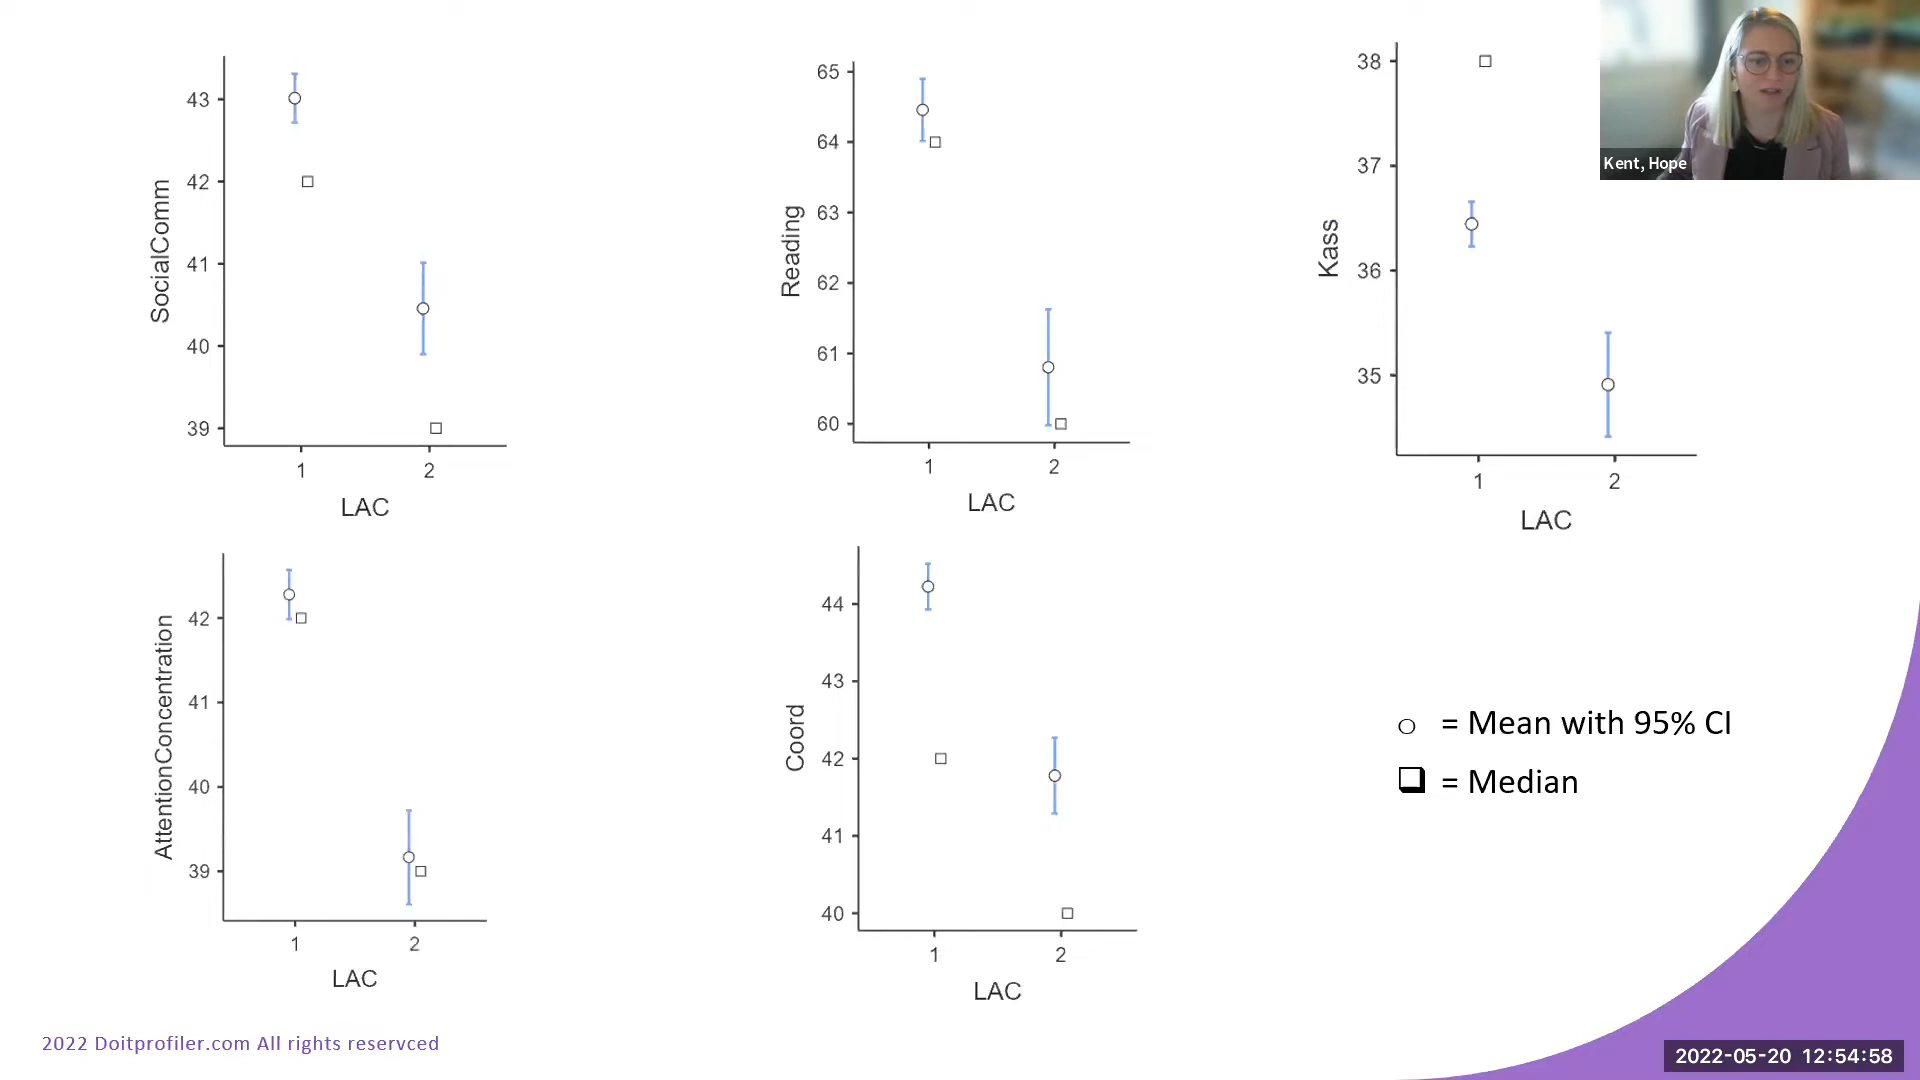 43
42
41
40
39
SocialComm
1 2
LAC
65
64
63
62
61
60
Reading
1 2
LAC
38
37
36
35
Kass
1 2
LAC
Kent, Hope
42
41
40
39
AttentionConcentration
1 2
LAC
44
43
42
41
40
Coord
1 2
LAC
= Mean with 95% CI
= Median
2022 Doitprofiler.com All rights reservced
2022-05-20 12:54:58